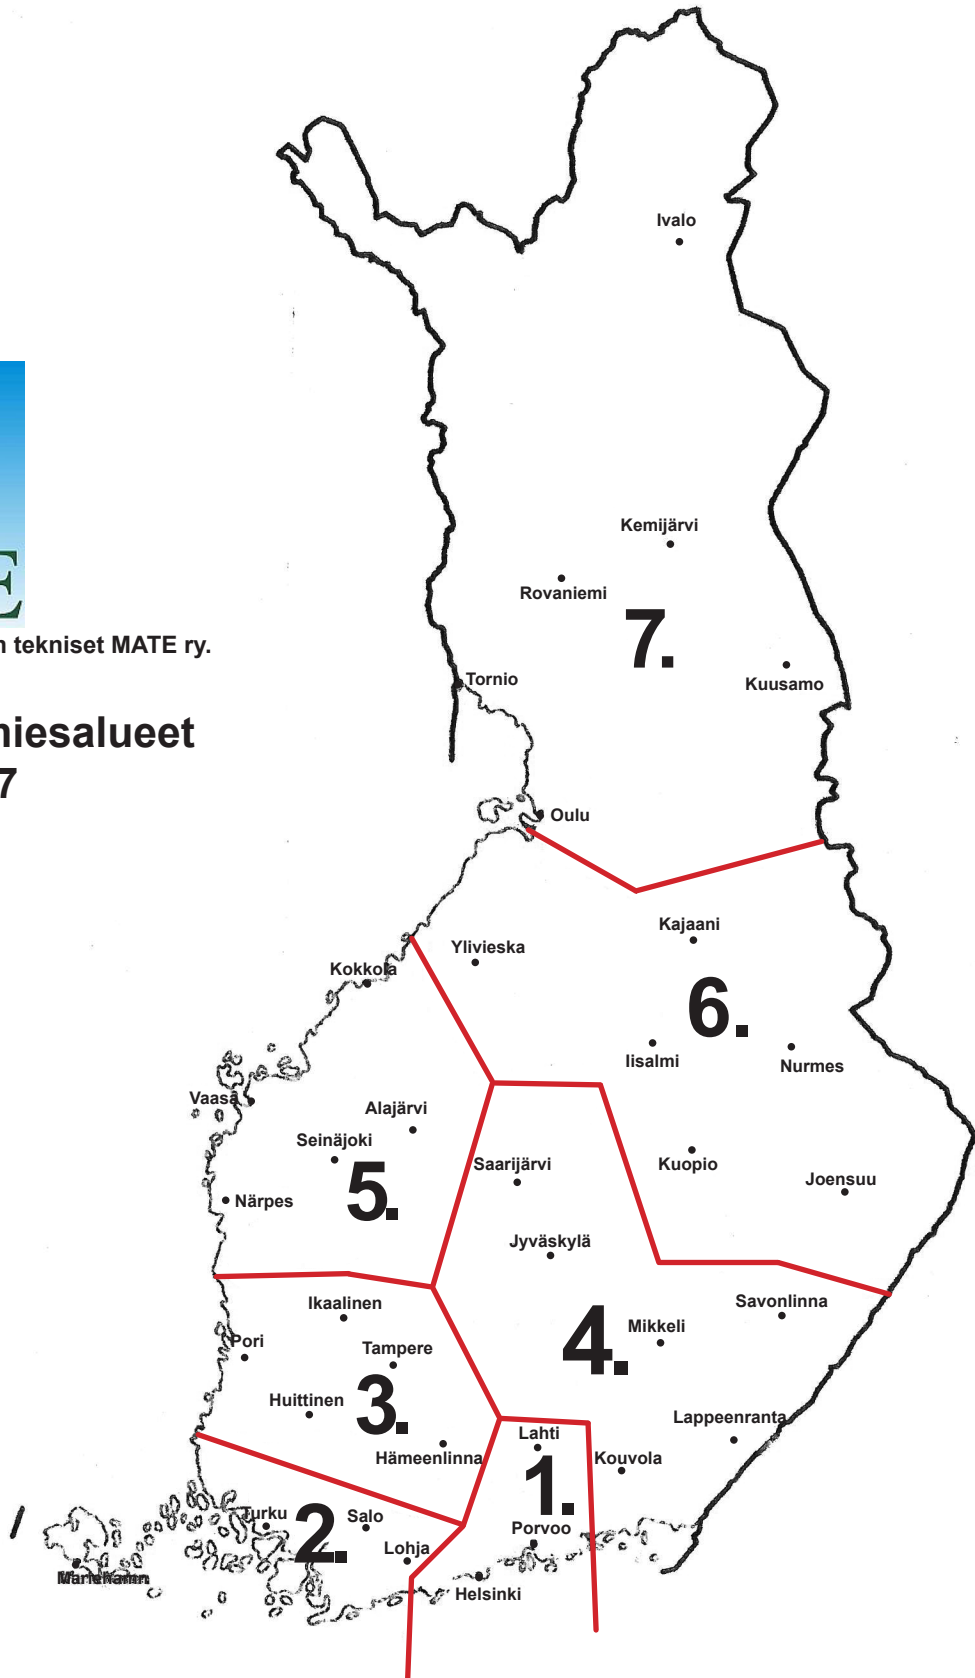 Ivalo
Kemijärvi
Rovaniemi
7.
E
n tekniset MATE ry.
Tornio
Kuusamo
niesalueet
7
Oulu
Kajaani
Ylivieska
Kokkola
6.
Iisalmi
Nurmes
Vaasa
Alajärvi
Seinäjoki
Saarijärvi
Kuopio
Joensuu
5.
Närpes
Jyväskylä
Ikaalinen
Savonlinna
Pori
Mikkeli
4.
Tampere
Huittinen
3.
Lappeenranta
Lahti
Hämeenlinna
Kouvola
1.
Turku
Salo
2.
Porvoo
Lohja
Mariehamn
Helsinki